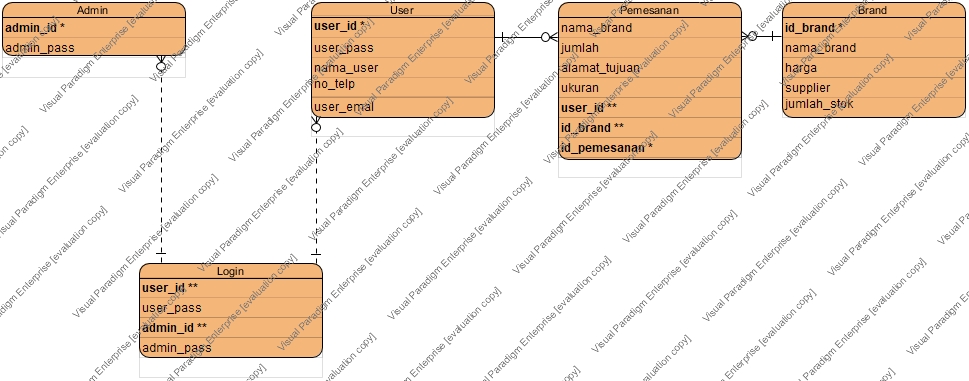 Admin
admin_id *
admin_pass
User
user_id *
user_pass
nama_user
no_telp
user_emal
Pemesanan
nama_brand
jumlah
alamat_tujuan
ukuran
user_id **
id_brand **
id_pemesanan *
Brand
id_brand *
nama_brand
harga
supplier
jumlah_stok
Login
user_id **
user_pass
admin_id **
admin_pass
Visual Paradigm Enterprise [evaluation copy]